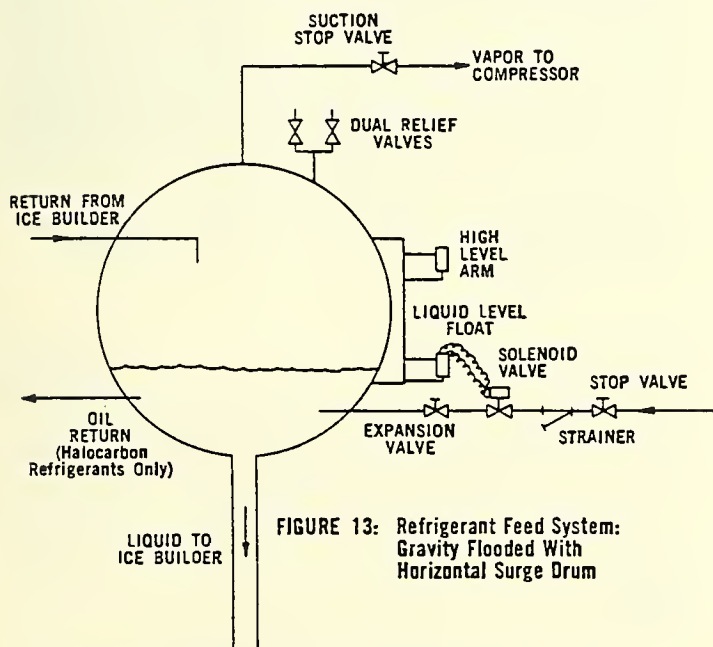 SUCTION
STOP VALVE
VAPOR TO
COMPRESSOR
DUAL RELIEF
VALVES
RETURN FROM
ICE BUILDER
HIGH
LEVEL
ARM
LIQUID LEVEL
FLOAT
SOLENOID
VALVE
STOP VALVE
EXPANSION
VALVE
STRAINER
OIL
RETURN
(Halocarbon
Refrigerants Only)
LIQUID TO
ICE BUILDER
FIGURE 13: Refrigerant Feed System:
Gravity Flooded With
Horizontal Surge Drum